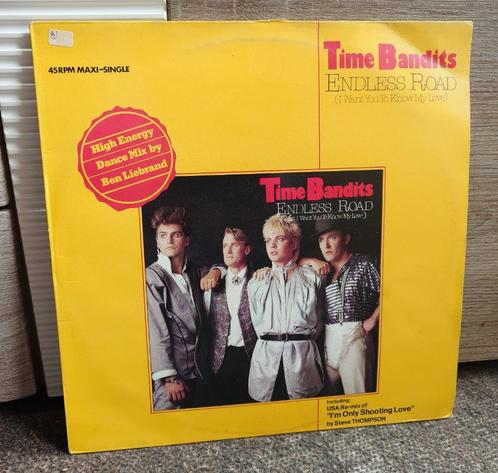 45RPM MAXI-SINGLE
Time Bandits
ENDLESS ROAD
(I Want You To Know My Love)
High Energy
Dance Mix by
Ben Liebrand
Time Bandits
ENDLESS ROAD
(And I Want You To Know My Love)
Including:
USA Re-mix of
"I'm Only Shooting Love"
by Steve THOMPSON